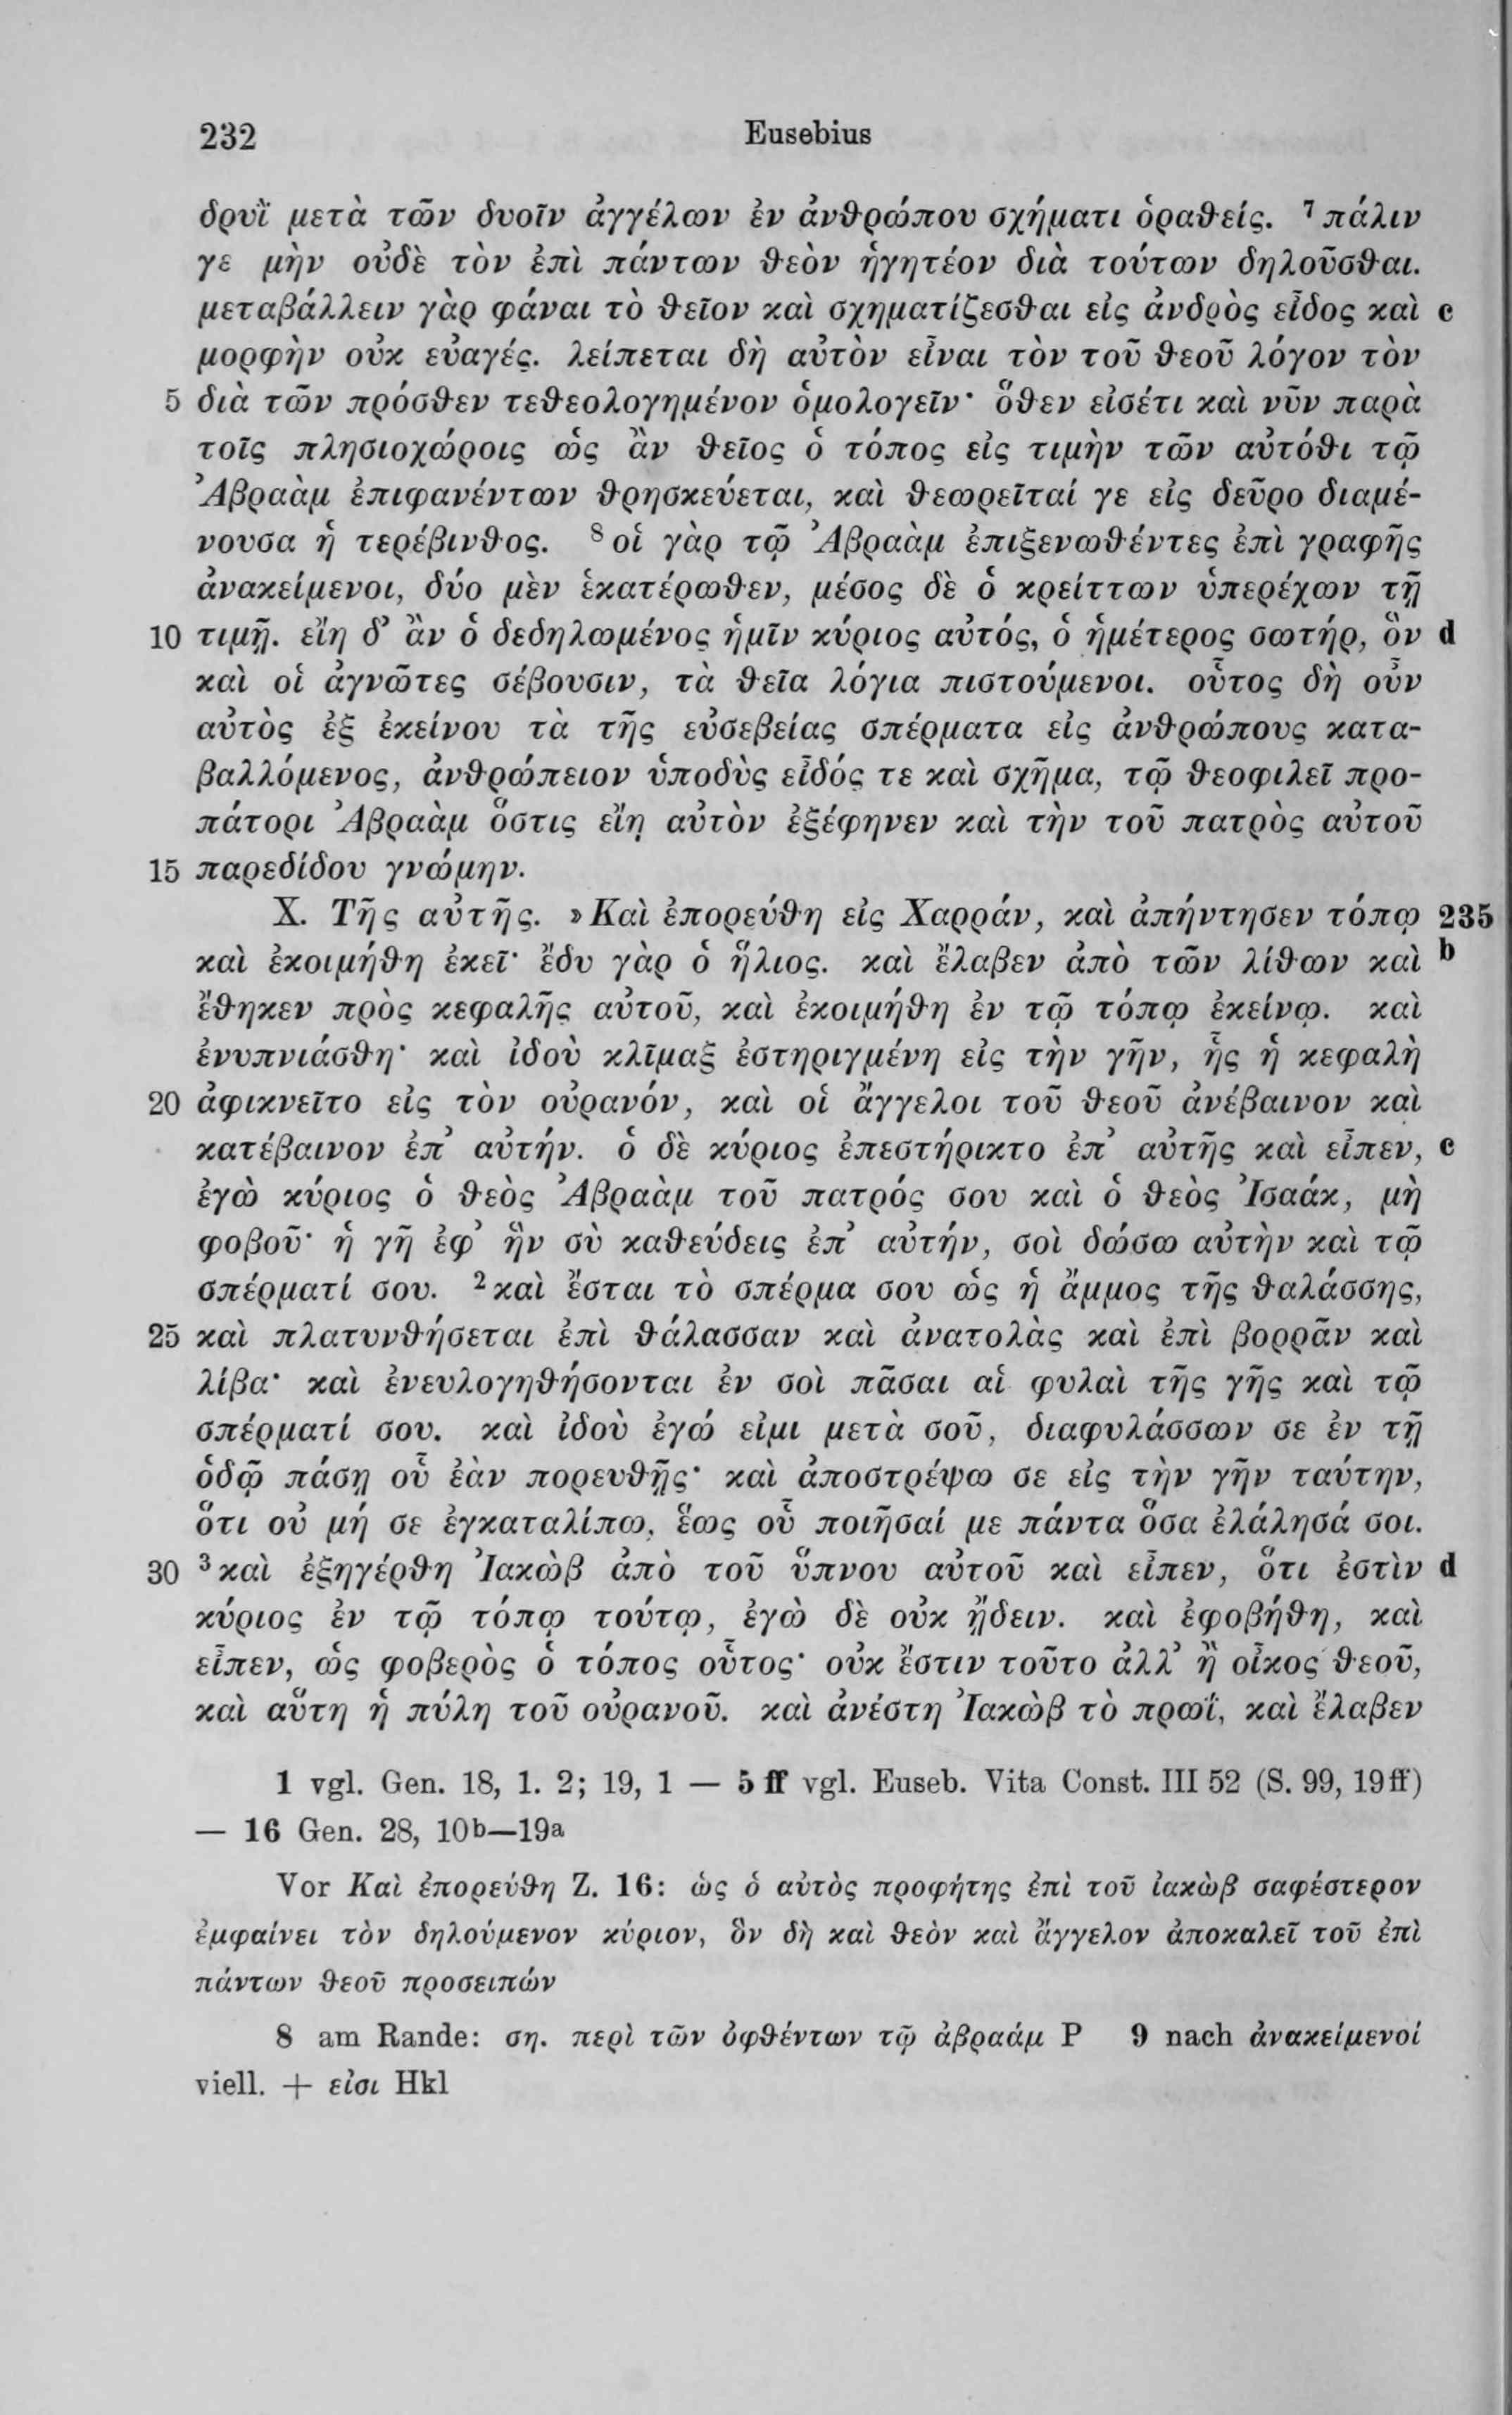 232 Eusebius
δρυῒ μετὰ τῶν δυοῖν ἀγγέλων ἐν ἀνθρώπου σχήματι ὁραθείς. ⁷ πάλιν
γε μὴν οὐδὲ τὸν ἐπὶ πάντων θεὸν ἡγητέον διὰ τούτων δηλοῦσθαι.
μεταβάλλειν γὰρ φάναι τὸ θεῖον καὶ σχηματίζεσθαι εἰς ἀνδρὸς εἶδος καὶ c
μορφὴν οὐκ εὐαγές. λείπεται δὴ αὐτὸν εἶναι τὸν τοῦ θεοῦ λόγον τὸν
5 διὰ τῶν πρόσθεν τεθεολογημένον ὁμολογεῖν· ὅθεν εἰσέτι καὶ νῦν παρὰ
τοῖς πλησιοχώροις ὡς ἂν θεῖος ὁ τόπος εἰς τιμὴν τῶν αὐτόθι τῷ
Ἀβραὰμ ἐπιφανέντων θρησκεύεται, καὶ θεωρεῖταί γε εἰς δεῦρο διαμέ-
νουσα ἡ τερέβινθος. ⁸ οἱ γὰρ τῷ Ἀβραὰμ ἐπιξενωθέντες ἐπὶ γραφῆς
ἀνακείμενοι, δύο μὲν ἑκατέρωθεν, μέσος δὲ ὁ κρείττων ὑπερέχων τῇ
10 τιμῇ. εἴη δ’ ἂν ὁ δεδηλωμένος ἡμῖν κύριος αὐτός, ὁ ἡμέτερος σωτήρ, ὃν d
καὶ οἱ ἀγνῶτες σέβουσιν, τὰ θεῖα λόγια πιστούμενοι. οὗτος δὴ οὖν
αὐτὸς ἐξ ἐκείνου τὰ τῆς εὐσεβείας σπέρματα εἰς ἀνθρώπους κατα-
βαλλόμενος, ἀνθρώπειον ὑποδὺς εἶδός τε καὶ σχῆμα, τῷ θεοφιλεῖ προ-
πάτορι Ἀβραὰμ ὅστις εἴη αὐτὸν ἐξέφηνεν καὶ τὴν τοῦ πατρὸς αὐτοῦ
15 παρεδίδου γνώμην.
X. Τῆς αὐτῆς. »Καὶ ἐπορεύθη εἰς Χαρράν, καὶ ἀπήντησεν τόπῳ 235
καὶ ἐκοιμήθη ἐκεῖ· ἔδυ γὰρ ὁ ἥλιος. καὶ ἔλαβεν ἀπὸ τῶν λίθων καὶ b
ἔθηκεν πρὸς κεφαλῆς αὐτοῦ, καὶ ἐκοιμήθη ἐν τῷ τόπῳ ἐκείνῳ. καὶ
ἐνυπνιάσθη· καὶ ἰδοὺ κλῖμαξ ἐστηριγμένη εἰς τὴν γῆν, ἧς ἡ κεφαλὴ
20 ἀφικνεῖτο εἰς τὸν οὐρανόν, καὶ οἱ ἄγγελοι τοῦ θεοῦ ἀνέβαινον καὶ
κατέβαινον ἐπ’ αὐτήν. ὁ δὲ κύριος ἐπεστήρικτο ἐπ’ αὐτῆς καὶ εἶπεν, c
ἐγὼ κύριος ὁ θεὸς Ἀβραὰμ τοῦ πατρός σου καὶ ὁ θεὸς Ἰσαάκ, μὴ
φοβοῦ· ἡ γῆ ἐφ’ ἣν σὺ καθεύδεις ἐπ’ αὐτήν, σοὶ δώσω αὐτὴν καὶ τῷ
σπέρματί σου. ² καὶ ἔσται τὸ σπέρμα σου ὡς ἡ ἄμμος τῆς θαλάσσης,
25 καὶ πλατυνθήσεται ἐπὶ θάλασσαν καὶ ἀνατολὰς καὶ ἐπὶ βορρᾶν καὶ
λίβα· καὶ ἐνευλογηθήσονται ἐν σοὶ πᾶσαι αἱ φυλαὶ τῆς γῆς καὶ τῷ
σπέρματί σου. καὶ ἰδοὺ ἐγώ εἰμι μετὰ σοῦ, διαφυλάσσων σε ἐν τῇ
ὁδῷ πάσῃ οὗ ἐὰν πορευθῇς· καὶ ἀποστρέψω σε εἰς τὴν γῆν ταύτην,
ὅτι οὐ μή σε ἐγκαταλίπω, ἕως οὗ ποιῆσαί με πάντα ὅσα ἐλάλησά σοι.
30 ³ καὶ ἐξηγέρθη Ἰακὼβ ἀπὸ τοῦ ὕπνου αὐτοῦ καὶ εἶπεν, ὅτι ἐστὶν d
κύριος ἐν τῷ τόπῳ τούτῳ, ἐγὼ δὲ οὐκ ᾔδειν. καὶ ἐφοβήθη, καὶ
εἶπεν, ὡς φοβερὸς ὁ τόπος οὗτος· οὐκ ἔστιν τοῦτο ἀλλ’ ἢ οἶκος θεοῦ,
καὶ αὕτη ἡ πύλη τοῦ οὐρανοῦ. καὶ ἀνέστη Ἰακὼβ τὸ πρωΐ, καὶ ἔλαβεν
1 vgl. Gen. 18, 1. 2; 19, 1 — 5 ff vgl. Euseb. Vita Const. III 52 (S. 99, 19 ff)
— 16 Gen. 28, 10b—19a
Vor Καὶ ἐπορεύθη Z. 16: ὡς ὁ αὐτὸς προφήτης ἐπὶ τοῦ ἰακὼβ σαφέστερον
ἐμφαίνει τὸν δηλούμενον κύριον, ὃν δὴ καὶ θεὸν καὶ ἄγγελον ἀποκαλεῖ τοῦ ἐπὶ
πάντων θεοῦ προσειπών
8 am Rande: ση. περὶ τῶν ὀφθέντων τῷ ἀβραάμ P 9 nach ἀνακείμενοί
viell. + εἰσι Hkl